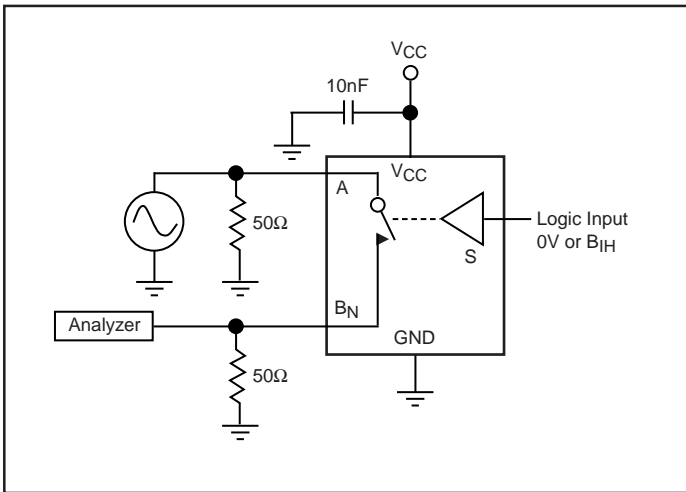 VCC
10nF
VCC
A
50Ω
Logic Input
0V or BIH
S
BN
Analyzer
GND
50Ω